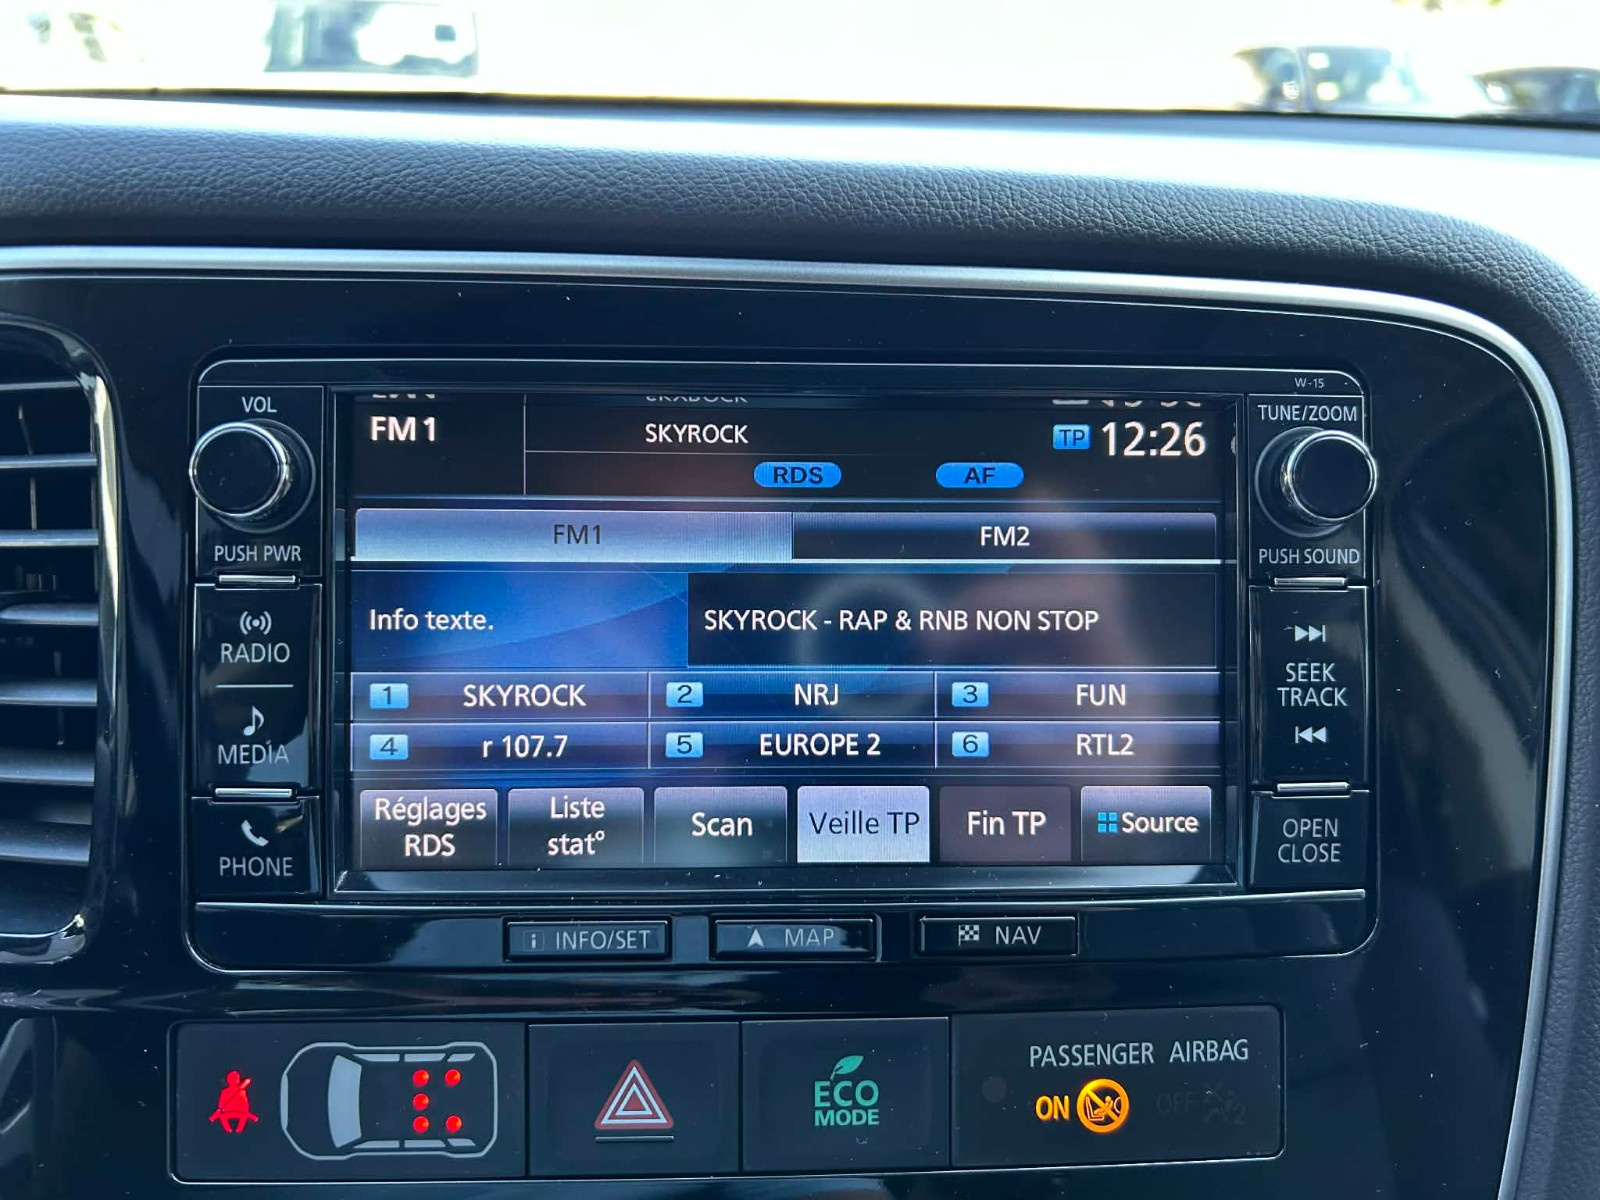 W-15
VOL
TUNE/ZOOM
FM1
SKYROCK
TP 12:26
RDS AF
PUSH PWR
PUSH SOUND
FM1 FM2
Info texte.
SKYROCK - RAP & RNB NON STOP
RADIO
MEDIA
PHONE
SEEK
TRACK
OPEN
CLOSE
1 SKYROCK 2 NRJ 3 FUN
4 r 107.7 5 EUROPE 2 6 RTL2
Réglages
RDS
Liste
stat°
Scan
Veille TP
Fin TP
Source
i INFO/SET
MAP
NAV
ECO
MODE
PASSENGER AIRBAG
ON
OFF
2